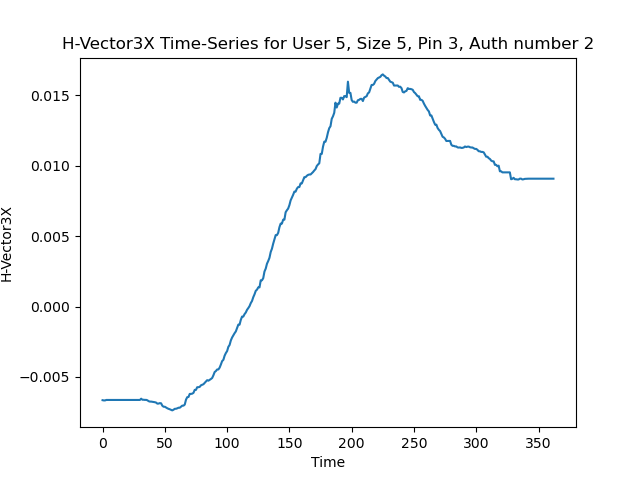 H-Vector3X Time-Series for User 5, Size 5, Pin 3, Auth number 2
0.015
0.010
0.005
0.000
−0.005
H-Vector3X
0 50 100 150 200 250 300 350
Time